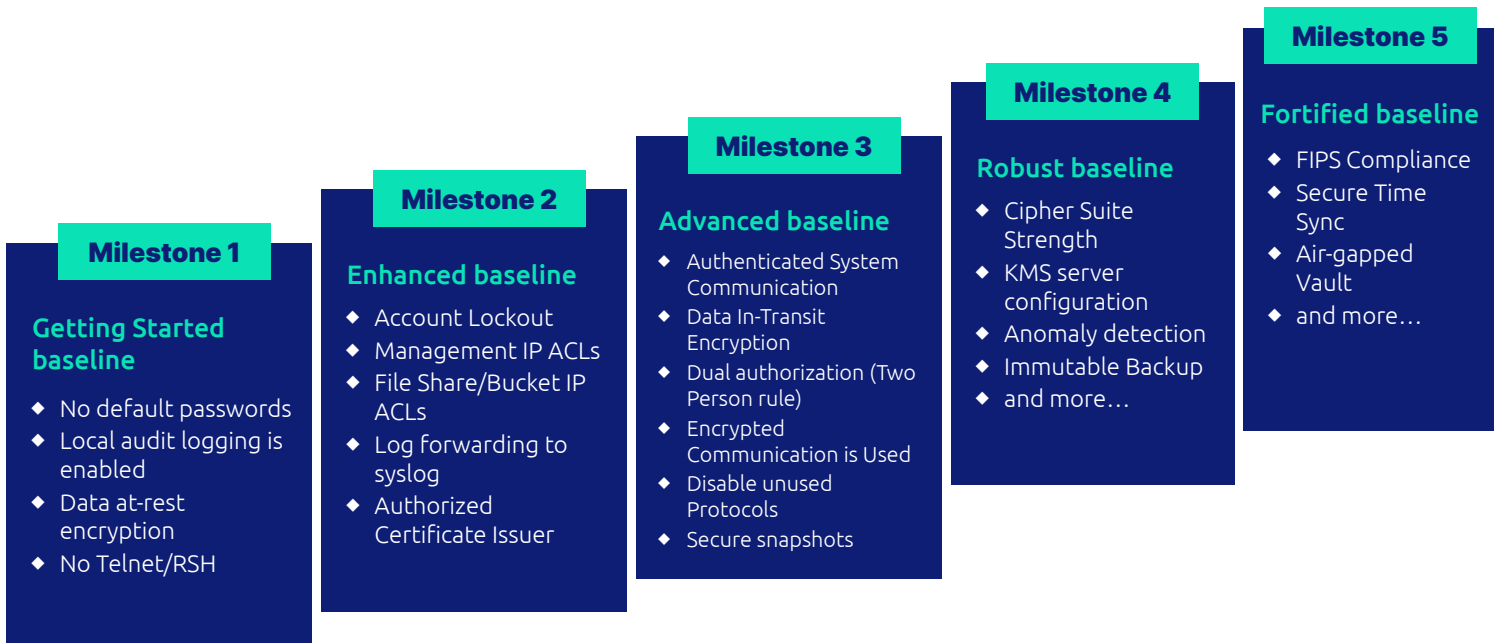 Milestone 1
Getting Started
baseline
No default passwords
Local audit logging is
enabled
Data at-rest
encryption
No Telnet/RSH
Milestone 2
Enhanced baseline
Account Lockout
Management IP ACLs
File Share/Bucket IP
ACLs
Log forwarding to
syslog
Authorized
Certificate Issuer
Milestone 3
Advanced baseline
Authenticated System
Communication
Data In-Transit
Encryption
Dual authorization (Two
Person rule)
Encrypted
Communication is Used
Disable unused
Protocols
Secure snapshots
Milestone 4
Robust baseline
Cipher Suite
Strength
KMS server
configuration
Anomaly detection
Immutable Backup
and more…
Milestone 5
Fortified baseline
FIPS Compliance
Secure Time
Sync
Air-gapped
Vault
and more…